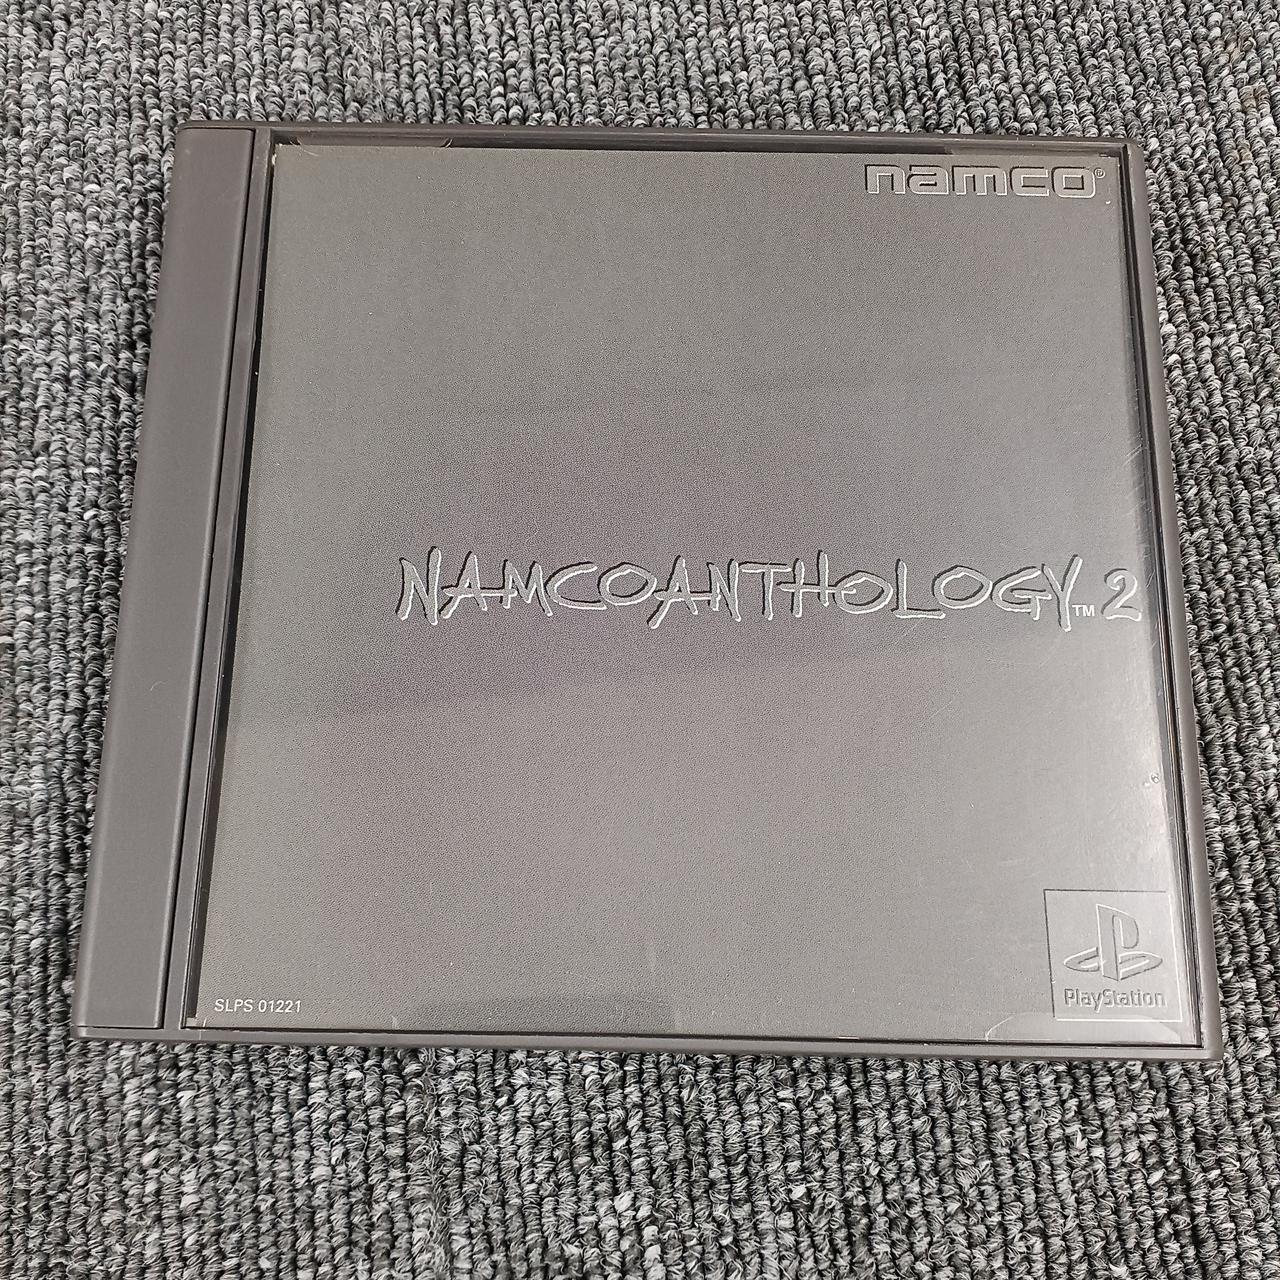 namco®
NAMCOANTHOLOGY™ 2
PlayStation
SLPS 01221